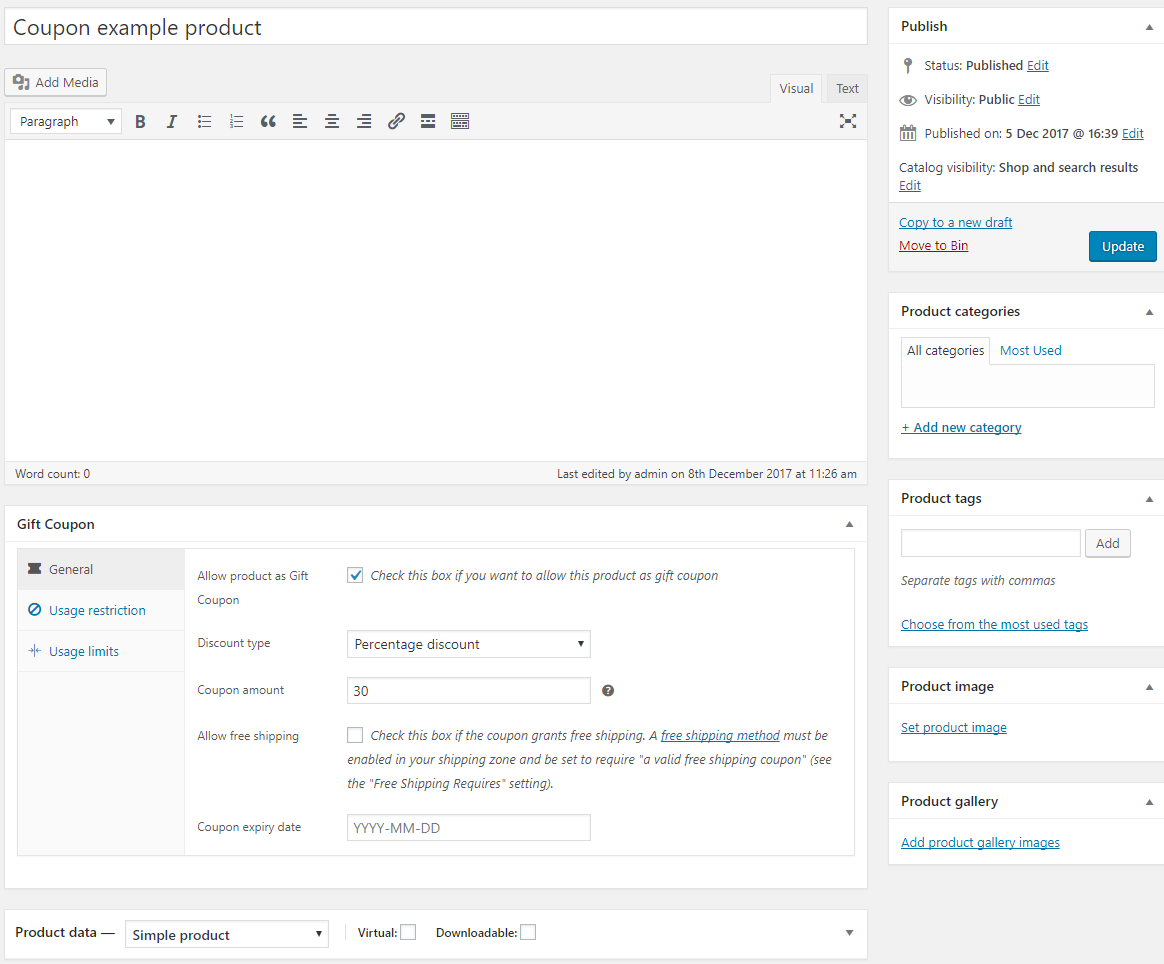 Coupon example product
Add Media
Visual
Text
Paragraph
B I
Word count: 0
Last edited by admin on 8th December 2017 at 11:26 am
Gift Coupon
General
Usage restriction
Usage limits
Allow product as Gift
Coupon
Check this box if you want to allow this product as gift coupon
Discount type
Percentage discount
Coupon amount
30
?
Allow free shipping
Check this box if the coupon grants free shipping. A free shipping method must be
enabled in your shipping zone and be set to require "a valid free shipping coupon" (see
the "Free Shipping Requires" setting).
Coupon expiry date
YYYY-MM-DD
Product data —
Simple product
Virtual:
Downloadable:
Publish
Status: Published Edit
Visibility: Public Edit
Published on: 5 Dec 2017 @ 16:39 Edit
Catalog visibility: Shop and search results
Edit
Copy to a new draft
Move to Bin
Update
Product categories
All categories
Most Used
+ Add new category
Product tags
Add
Separate tags with commas
Choose from the most used tags
Product image
Set product image
Product gallery
Add product gallery images